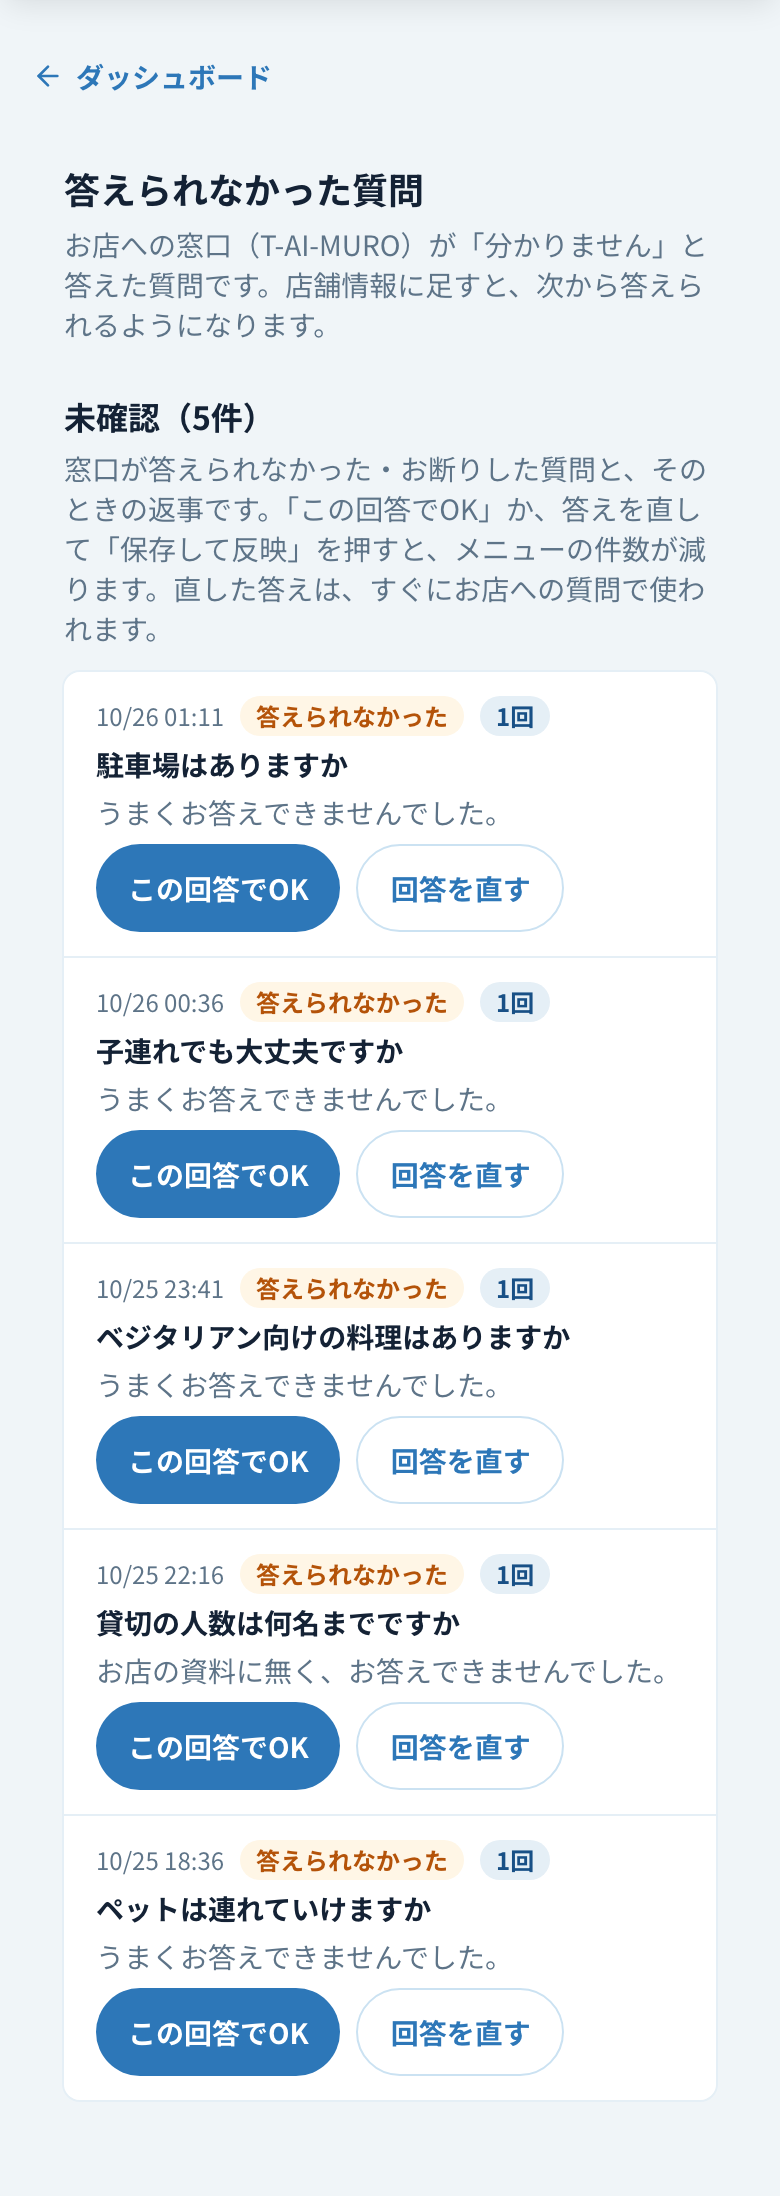 ← ダッシュボード
答えられなかった質問
お店への窓口（T-AI-MURO）が「分かりません」と
答えた質問です。店舗情報に足すと、次から答えら
れるようになります。
未確認（5件）
窓口が答えられなかった・お断りした質問と、その
ときの返事です。「この回答でOK」か、答えを直し
て「保存して反映」を押すと、メニューの件数が減
ります。直した答えは、すぐにお店への質問で使わ
れます。
10/26 01:11 答えられなかった 1回
駐車場はありますか
うまくお答えできませんでした。
この回答でOK 回答を直す
10/26 00:36 答えられなかった 1回
子連れでも大丈夫ですか
うまくお答えできませんでした。
この回答でOK 回答を直す
10/25 23:41 答えられなかった 1回
ベジタリアン向けの料理はありますか
うまくお答えできませんでした。
この回答でOK 回答を直す
10/25 22:16 答えられなかった 1回
貸切の人数は何名までですか
お店の資料に無く、お答えできませんでした。
この回答でOK 回答を直す
10/25 18:36 答えられなかった 1回
ペットは連れていけますか
うまくお答えできませんでした。
この回答でOK 回答を直す